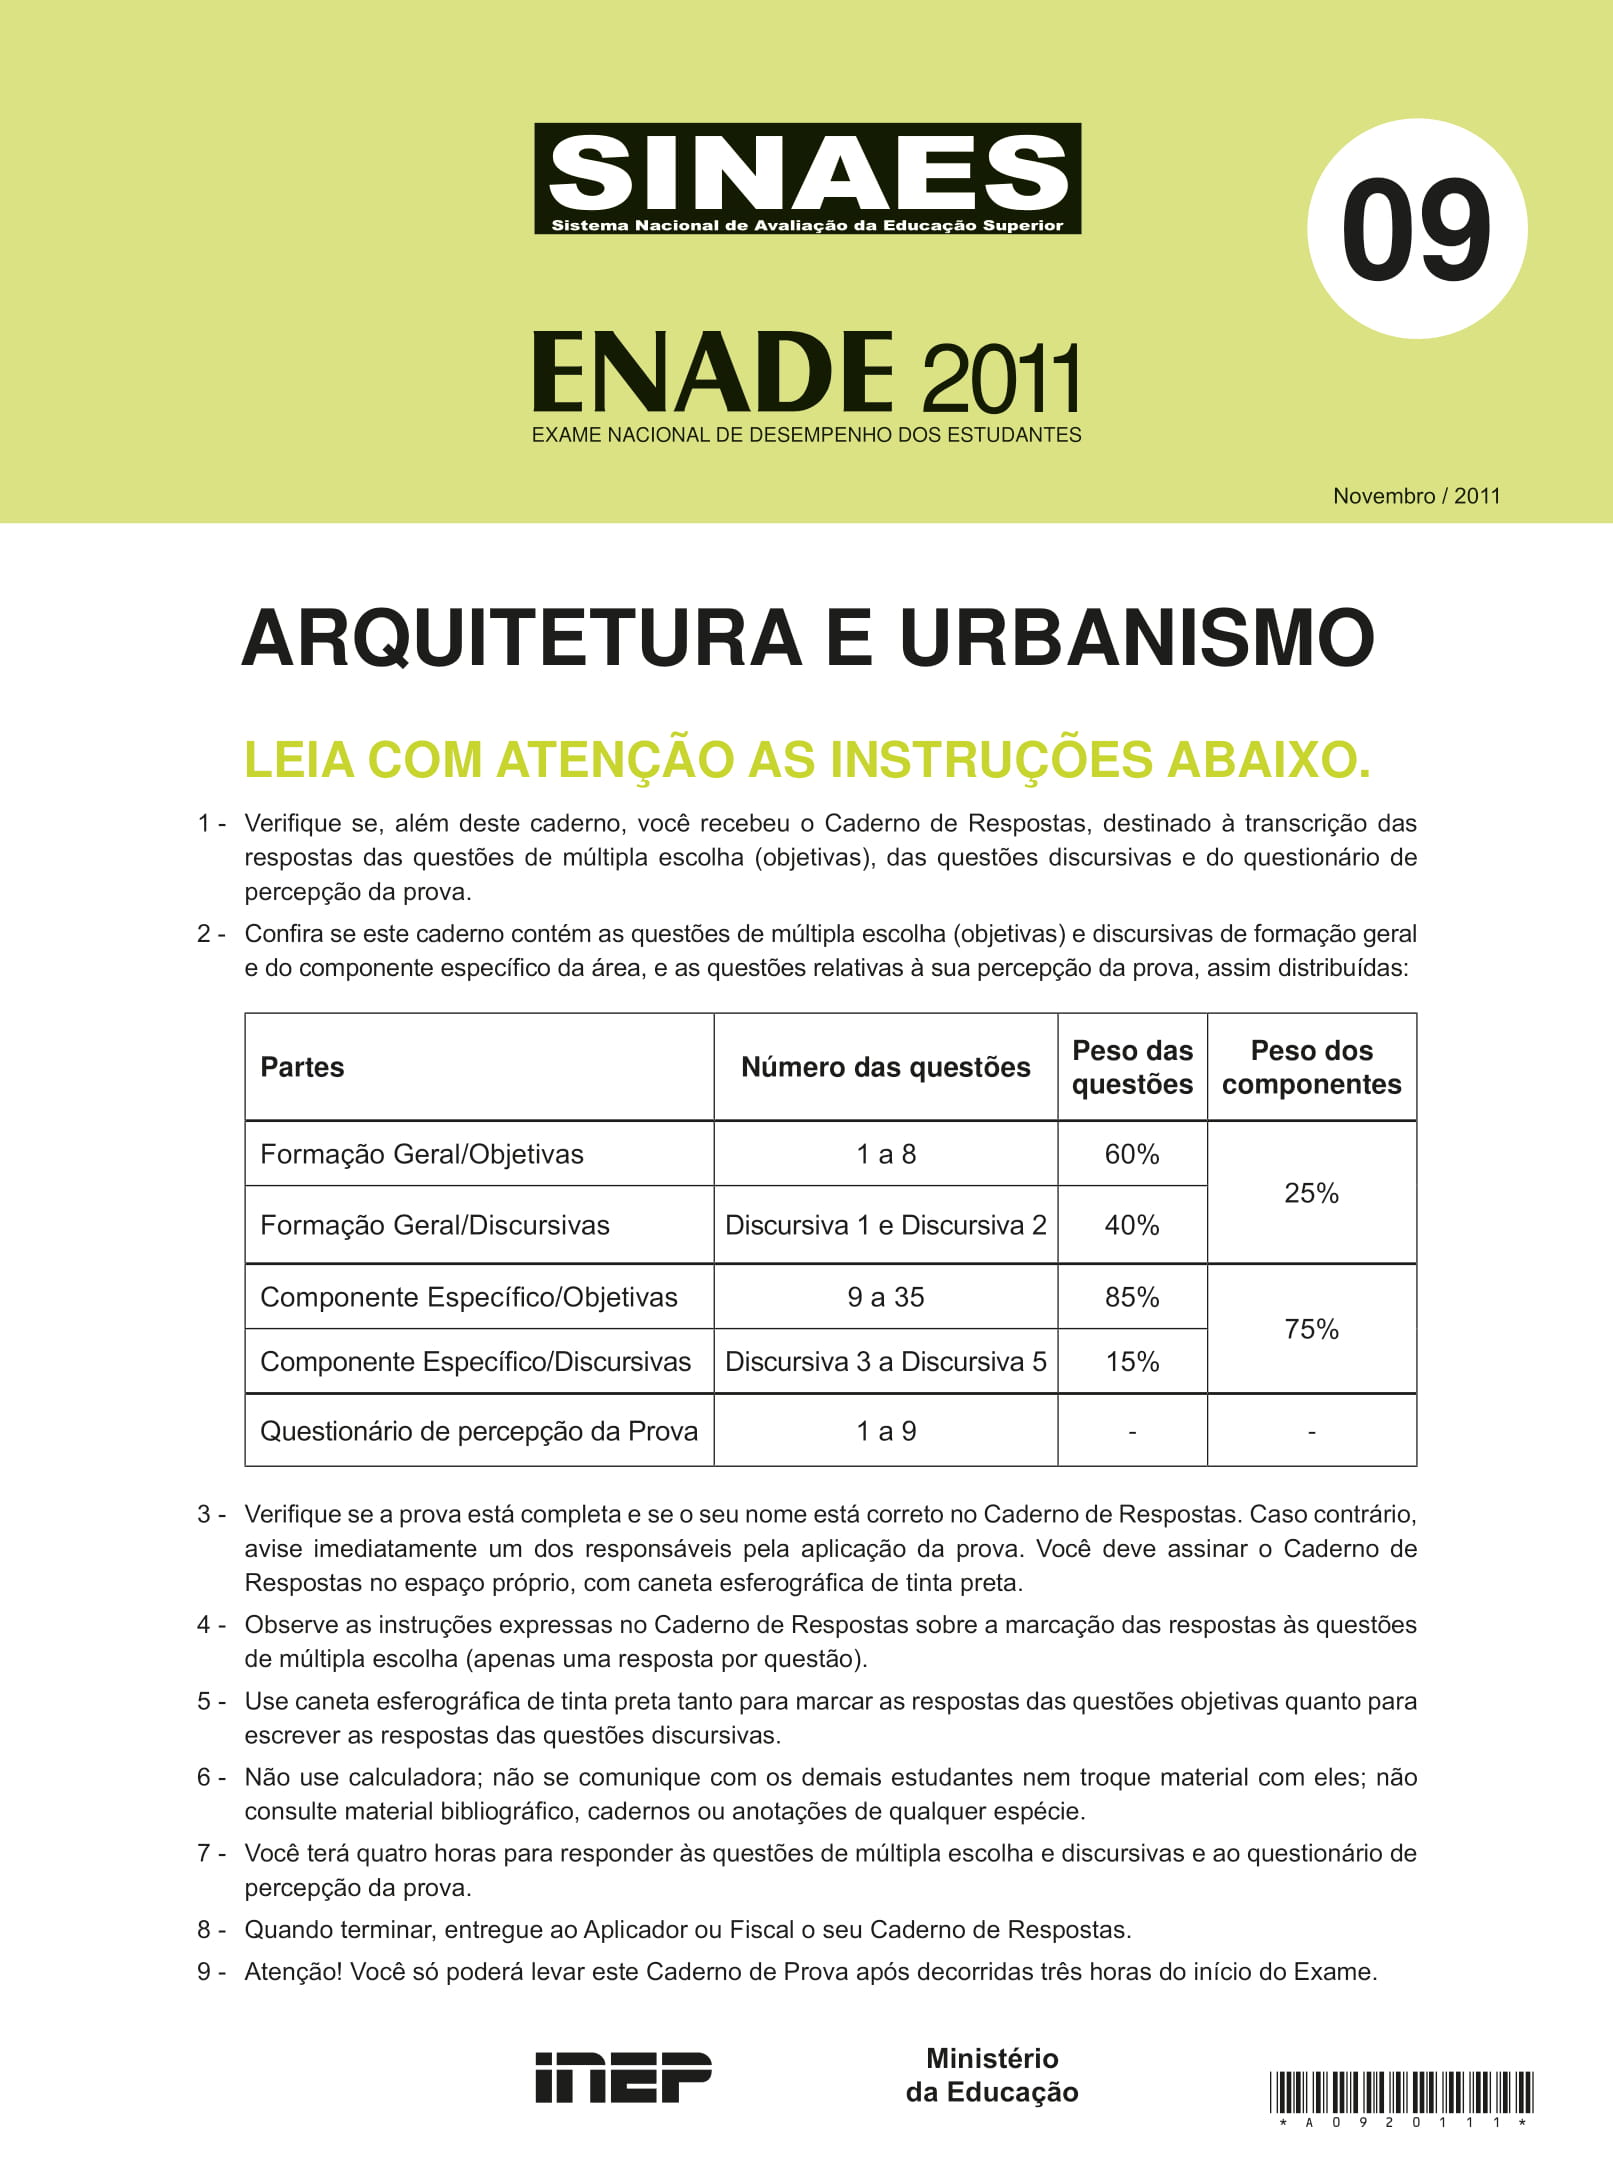 SINAES
Sistema Nacional de Avaliação da Educação Superior
09
ENADE 2011
EXAME NACIONAL DE DESEMPENHO DOS ESTUDANTES
Novembro / 2011
ARQUITETURA E URBANISMO
LEIA COM ATENÇÃO AS INSTRUÇÕES ABAIXO.
1 - Verifique se, além deste caderno, você recebeu o Caderno de Respostas, destinado à transcrição das
respostas das questões de múltipla escolha (objetivas), das questões discursivas e do questionário de
percepção da prova.
2 - Confira se este caderno contém as questões de múltipla escolha (objetivas) e discursivas de formação geral
e do componente específico da área, e as questões relativas à sua percepção da prova, assim distribuídas:
Partes Número das questões Peso das questões Peso dos componentes
Formação Geral/Objetivas 1 a 8 60% 25%
Formação Geral/Discursivas Discursiva 1 e Discursiva 2 40%
Componente Específico/Objetivas 9 a 35 85% 75%
Componente Específico/Discursivas Discursiva 3 a Discursiva 5 15%
Questionário de percepção da Prova 1 a 9 - -
3 - Verifique se a prova está completa e se o seu nome está correto no Caderno de Respostas. Caso contrário,
avise imediatamente um dos responsáveis pela aplicação da prova. Você deve assinar o Caderno de
Respostas no espaço próprio, com caneta esferográfica de tinta preta.
4 - Observe as instruções expressas no Caderno de Respostas sobre a marcação das respostas às questões
de múltipla escolha (apenas uma resposta por questão).
5 - Use caneta esferográfica de tinta preta tanto para marcar as respostas das questões objetivas quanto para
escrever as respostas das questões discursivas.
6 - Não use calculadora; não se comunique com os demais estudantes nem troque material com eles; não
consulte material bibliográfico, cadernos ou anotações de qualquer espécie.
7 - Você terá quatro horas para responder às questões de múltipla escolha e discursivas e ao questionário de
percepção da prova.
8 - Quando terminar, entregue ao Aplicador ou Fiscal o seu Caderno de Respostas.
9 - Atenção! Você só poderá levar este Caderno de Prova após decorridas três horas do início do Exame.
INEP
Ministério
da Educação
* A 0 9 2 0 1 1 1 *